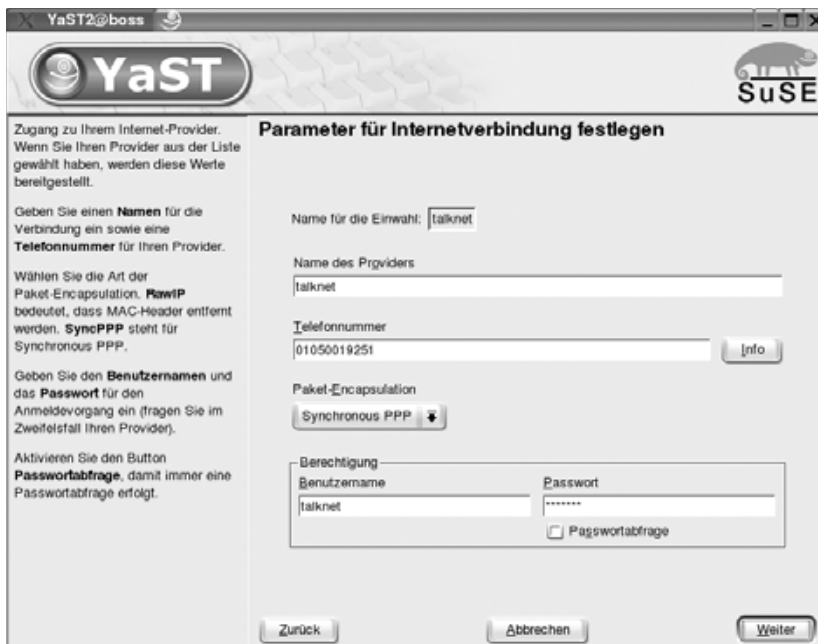 YaST2@boss
YaST
SuSE
Zugang zu Ihrem Internet-Provider.
Wenn Sie Ihren Provider aus der Liste
gewählt haben, werden diese Werte
bereitgestellt.
Geben Sie einen Namen für die
Verbindung ein sowie eine
Telefonnummer für Ihren Provider.
Wählen Sie die Art der
Paket-Encapsulation. RawIP
bedeutet, dass MAC-Header entfernt
werden. SyncPPP steht für
Synchronous PPP.
Geben Sie den Benutzernamen und
das Passwort für den
Anmeldevorgang ein (fragen Sie im
Zweifelsfall Ihren Provider).
Aktivieren Sie den Button
Passwortabfrage, damit immer eine
Passwortabfrage erfolgt.
Parameter für Internetverbindung festlegen
Name für die Einwahl: talknet
Name des Providers
talknet
Telefonnummer
01050019251
Info
Paket-Encapsulation
Synchronous PPP
Berechtigung
Benutzername Passwort
talknet *******
Passwortabfrage
Zurück Abbrechen Weiter